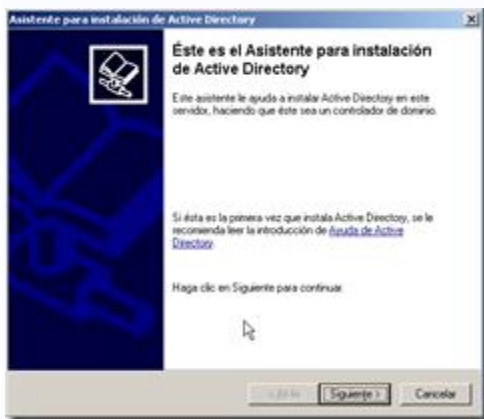 Asistente para instalación de Active Directory
Éste es el Asistente para instalación
de Active Directory
Este asistente le ayuda a instalar Active Directory en este
servidor, haciendo que éste sea un controlador de dominio.
Si ésta es la primera vez que instala Active Directory, se le
recomienda leer la introducción de Ayuda de Active
Directory.
Haga clic en Siguiente para continuar.
< Atrás Siguiente > Cancelar